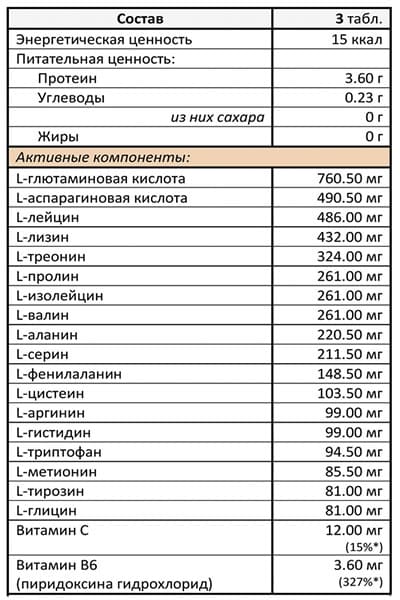 Состав 3 табл.
Энергетическая ценность 15 ккал
Питательная ценность:
Протеин 3.60 г
Углеводы 0.23 г
из них сахара 0 г
Жиры 0 г
Активные компоненты:
L-глютаминовая кислота 760.50 мг
L-аспарагиновая кислота 490.50 мг
L-лейцин 486.00 мг
L-лизин 432.00 мг
L-треонин 324.00 мг
L-пролин 261.00 мг
L-изолейцин 261.00 мг
L-валин 261.00 мг
L-аланин 220.50 мг
L-серин 211.50 мг
L-фенилаланин 148.50 мг
L-цистеин 103.50 мг
L-аргинин 99.00 мг
L-гистидин 99.00 мг
L-триптофан 94.50 мг
L-метионин 85.50 мг
L-тирозин 81.00 мг
L-глицин 81.00 мг
Витамин C 12.00 мг
(15%*)
Витамин B6 3.60 мг
(пиридоксина гидрохлорид) (327%*)